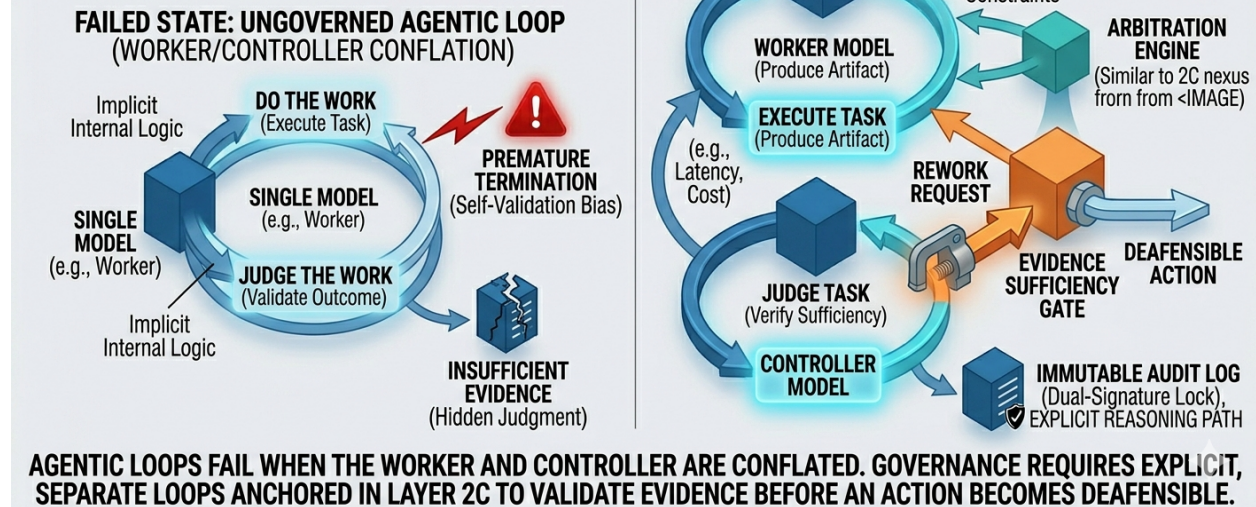 FAILED STATE: UNGOVERNED AGENTIC LOOP
(WORKER/CONTROLLER CONFLATION)
Implicit
Internal Logic
DO THE WORK
(Execute Task)
PREMATURE
TERMINATION
(Self-Validation Bias)
SINGLE MODEL
(e.g., Worker)
SINGLE
MODEL
(e.g., Worker)
JUDGE THE WORK
(Validate Outcome)
Implicit
Internal Logic
INSUFFICIENT
EVIDENCE
(Hidden Judgment)
Constraints
WORKER MODEL
(Produce Artifact)
ARBITRATION
ENGINE
(Similar to 2C nexus
frorn from <IMAGE)
EXECUTE TASK
(Produce Artifact)
(e.g.,
Latency,
Cost)
REWORK
REQUEST
JUDGE TASK
(Verify Sufficiency)
EVIDENCE
SUFFICIENCY
GATE
DEAFENSIBLE
ACTION
CONTROLLER
MODEL
IMMUTABLE AUDIT LOG
(Dual-Signature Lock),
EXPLICIT REASONING PATH
AGENTIC LOOPS FAIL WHEN THE WORKER AND CONTROLLER ARE CONFLATED. GOVERNANCE REQUIRES EXPLICIT,
SEPARATE LOOPS ANCHORED IN LAYER 2C TO VALIDATE EVIDENCE BEFORE AN ACTION BECOMES DEAFENSIBLE.